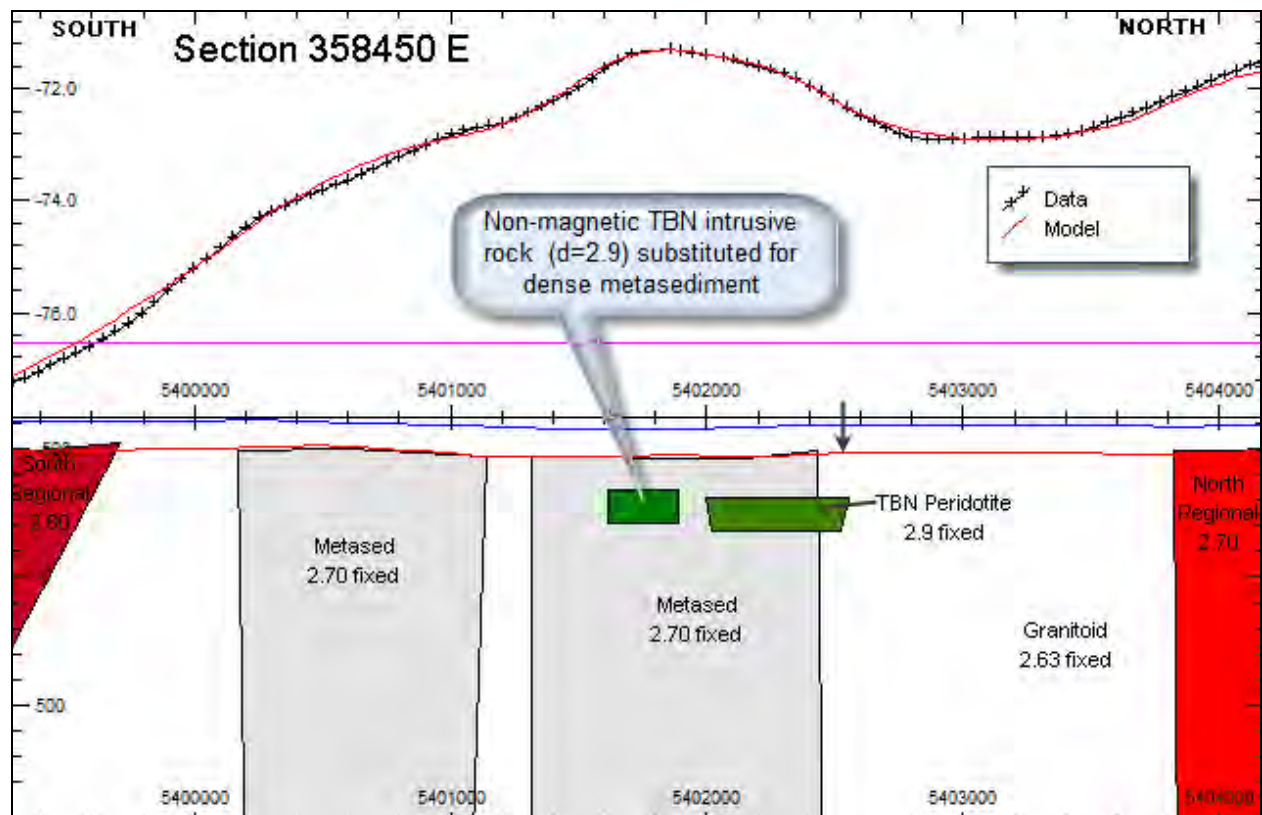 SOUTH
Section 358450 E
NORTH
-72.0
-74.0
-76.0
Data
Model
Non-magnetic TBN intrusive
rock (d=2.9) substituted for
dense metasediment
5400000 5401000 5402000 5403000 5404000
South
Regional
2.60
Metased
2.70 fixed
TBN Peridotite
2.9 fixed
Metased
2.70 fixed
Granitoid
2.63 fixed
North
Regional
2.70
500
5400000 5401000 5402000 5403000 5404000